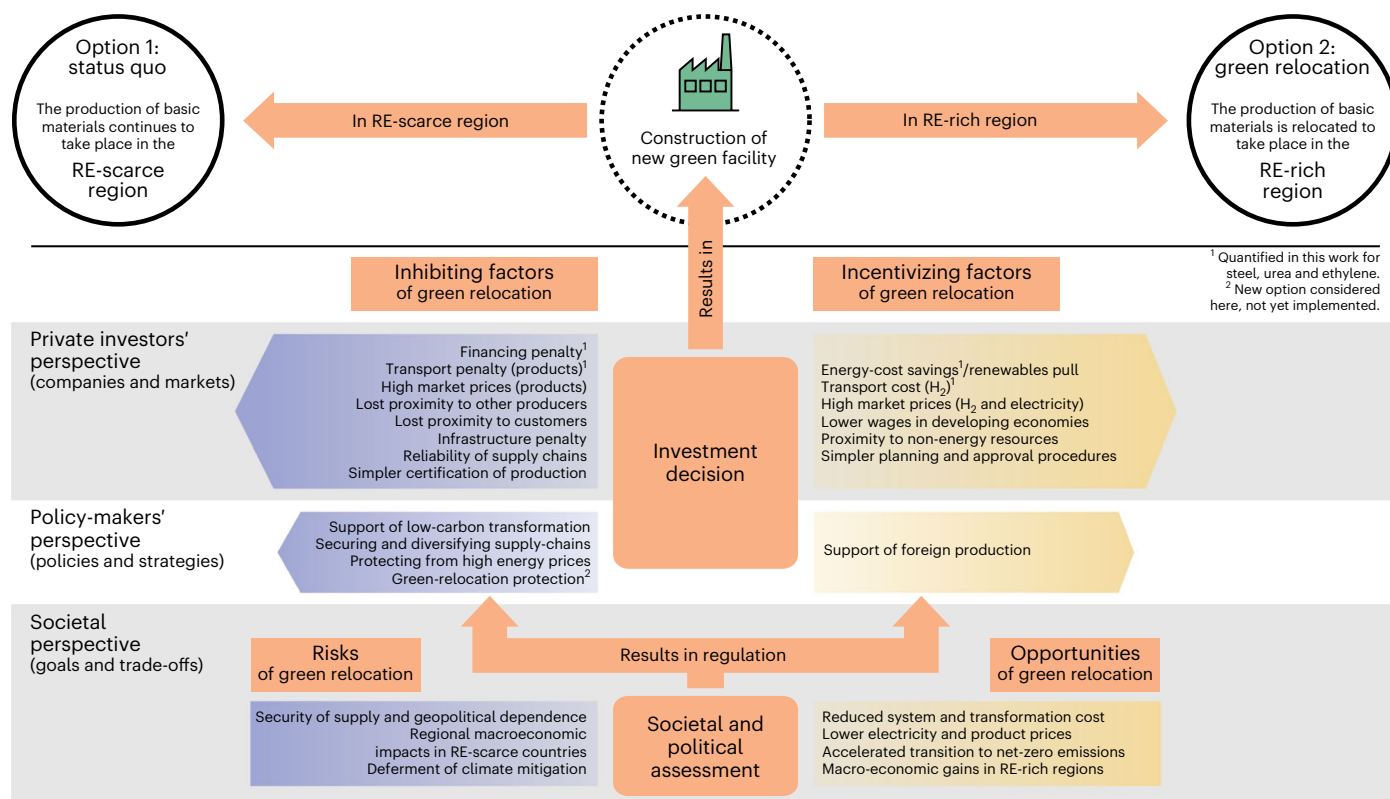 Option 1:
status quo
The production of basic
materials continues to
take place in the
RE-scarce
region
In RE-scarce region
Construction of
new green facility
In RE-rich region
Option 2:
green relocation
The production of basic
materials is relocated to
take place in the
RE-rich
region
Results in
Inhibiting factors
of green relocation
Incentivizing factors
of green relocation
¹ Quantified in this work for
steel, urea and ethylene.
² New option considered
here, not yet implemented.
Private investors’
perspective
(companies and markets)
Financing penalty¹
Transport penalty (products)¹
High market prices (products)
Lost proximity to other producers
Lost proximity to customers
Infrastructure penalty
Reliability of supply chains
Simpler certification of production
Investment
decision
Energy-cost savings¹/renewables pull
Transport cost (H₂)¹
High market prices (H₂ and electricity)
Lower wages in developing economies
Proximity to non-energy resources
Simpler planning and approval procedures
Policy-makers’
perspective
(policies and strategies)
Support of low-carbon transformation
Securing and diversifying supply-chains
Protecting from high energy prices
Green-relocation protection²
Support of foreign production
Societal
perspective
(goals and trade-offs)
Risks
of green relocation
Results in regulation
Opportunities
of green relocation
Security of supply and geopolitical dependence
Regional macroeconomic
impacts in RE-scarce countries
Deferment of climate mitigation
Societal and
political
assessment
Reduced system and transformation cost
Lower electricity and product prices
Accelerated transition to net-zero emissions
Macro-economic gains in RE-rich regions